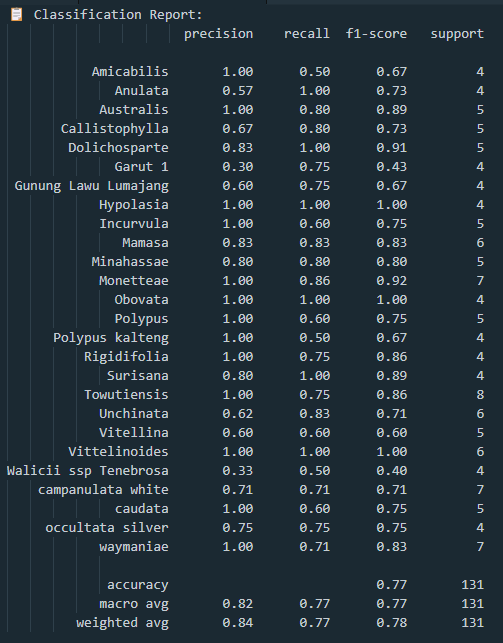 📋 Classification Report:
precision recall f1-score support
Amicabilis 1.00 0.50 0.67 4
Anulata 0.57 1.00 0.73 4
Australis 1.00 0.80 0.89 5
Callistophylla 0.67 0.80 0.73 5
Dolichosparte 0.83 1.00 0.91 5
Garut 1 0.30 0.75 0.43 4
Gunung Lawu Lumajang 0.60 0.75 0.67 4
Hypolasia 1.00 1.00 1.00 4
Incurvula 1.00 0.60 0.75 5
Mamasa 0.83 0.83 0.83 6
Minahassae 0.80 0.80 0.80 5
Monetteae 1.00 0.86 0.92 7
Obovata 1.00 1.00 1.00 4
Polypus 1.00 0.60 0.75 5
Polypus kalteng 1.00 0.50 0.67 4
Rigidifolia 1.00 0.75 0.86 4
Surisana 0.80 1.00 0.89 4
Towutiensis 1.00 0.75 0.86 8
Unchinata 0.62 0.83 0.71 6
Vitellina 0.60 0.60 0.60 5
Vittelinoides 1.00 1.00 1.00 6
Walicii ssp Tenebrosa 0.33 0.50 0.40 4
campanulata white 0.71 0.71 0.71 7
caudata 1.00 0.60 0.75 5
occultata silver 0.75 0.75 0.75 4
waymaniae 1.00 0.71 0.83 7
accuracy 0.77 131
macro avg 0.82 0.77 0.77 131
weighted avg 0.84 0.77 0.78 131